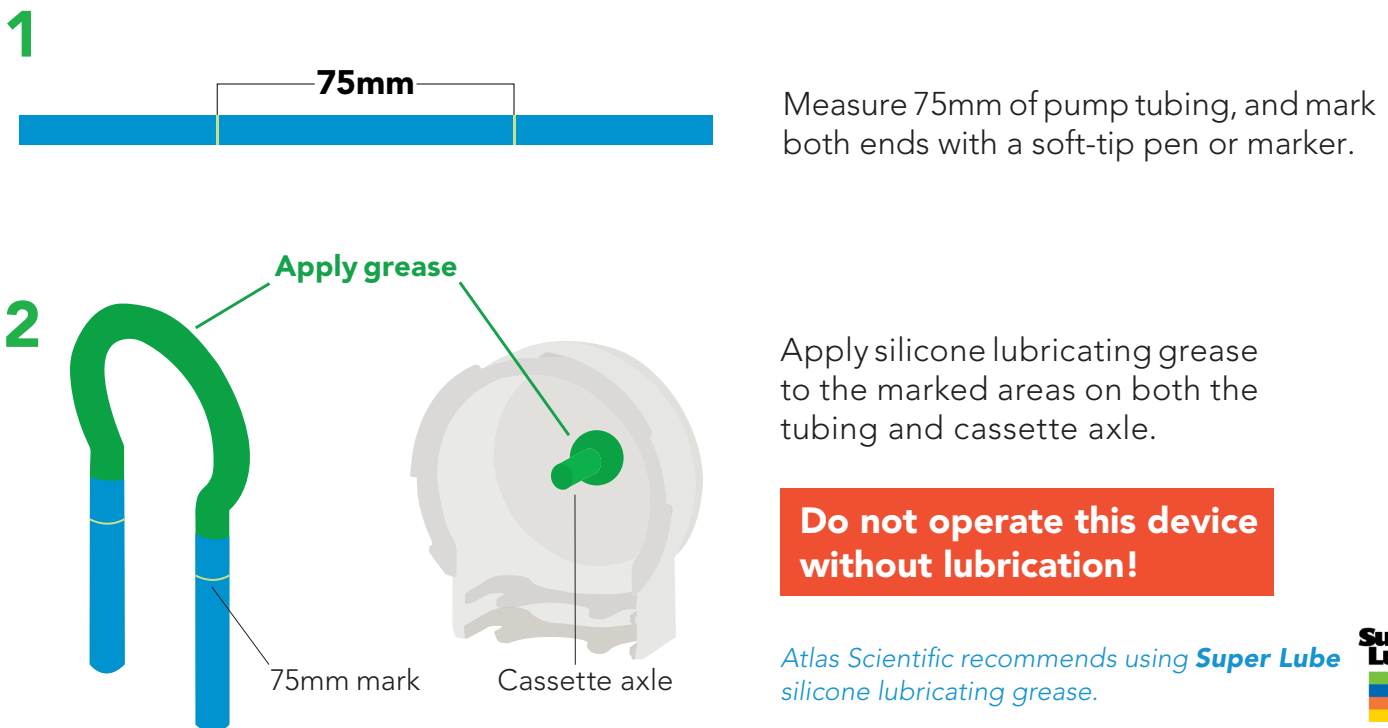 1
75mm
Measure 75mm of pump tubing, and mark
both ends with a soft-tip pen or marker.
2
Apply grease
75mm mark
Cassette axle
Apply silicone lubricating grease
to the marked areas on both the
tubing and cassette axle.
Do not operate this device
without lubrication!
Atlas Scientific recommends using Super Lube
silicone lubricating grease.